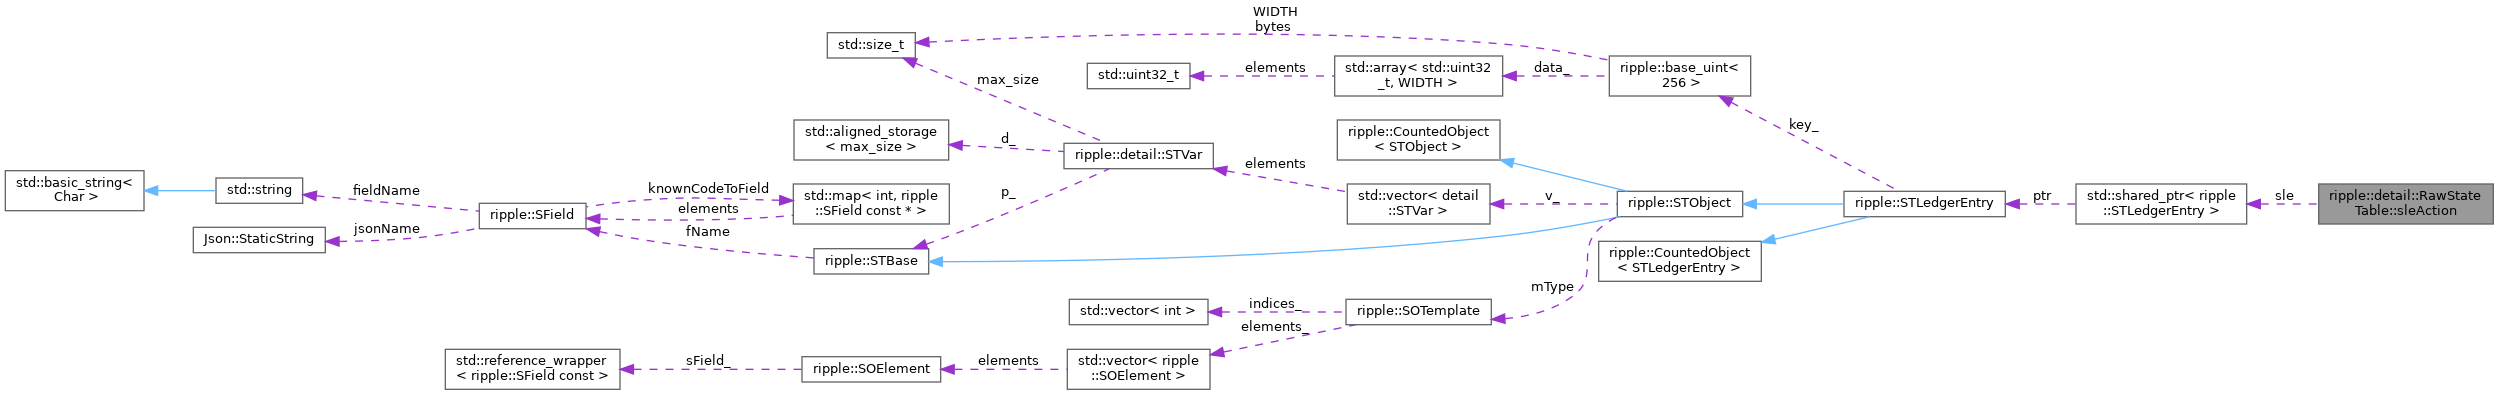 WIDTH
bytes
std::size_t
max_size
std::uint32_t
elements
std::array< std::uint32
_t, WIDTH >
data_
ripple::base_uint<
256 >
key_
std::aligned_storage
< max_size >
d_
ripple::detail::STVar
ripple::CountedObject
< STObject >
elements
std::basic_string<
Char >
std::string
fieldName
knownCodeToField
elements
std::map< int, ripple
::SField const * >
p_
std::vector< detail
::STVar >
v_
ripple::STObject
ripple::STLedgerEntry
ptr
std::shared_ptr< ripple
::STLedgerEntry >
sle
ripple::detail::RawState
Table::sleAction
ripple::SField
Json::StaticString
jsonName
fName
ripple::STBase
ripple::CountedObject
< STLedgerEntry >
mType
std::vector< int >
indices_
elements_
ripple::SOTemplate
std::reference_wrapper
< ripple::SField const >
sField_
ripple::SOElement
elements
std::vector< ripple
::SOElement >